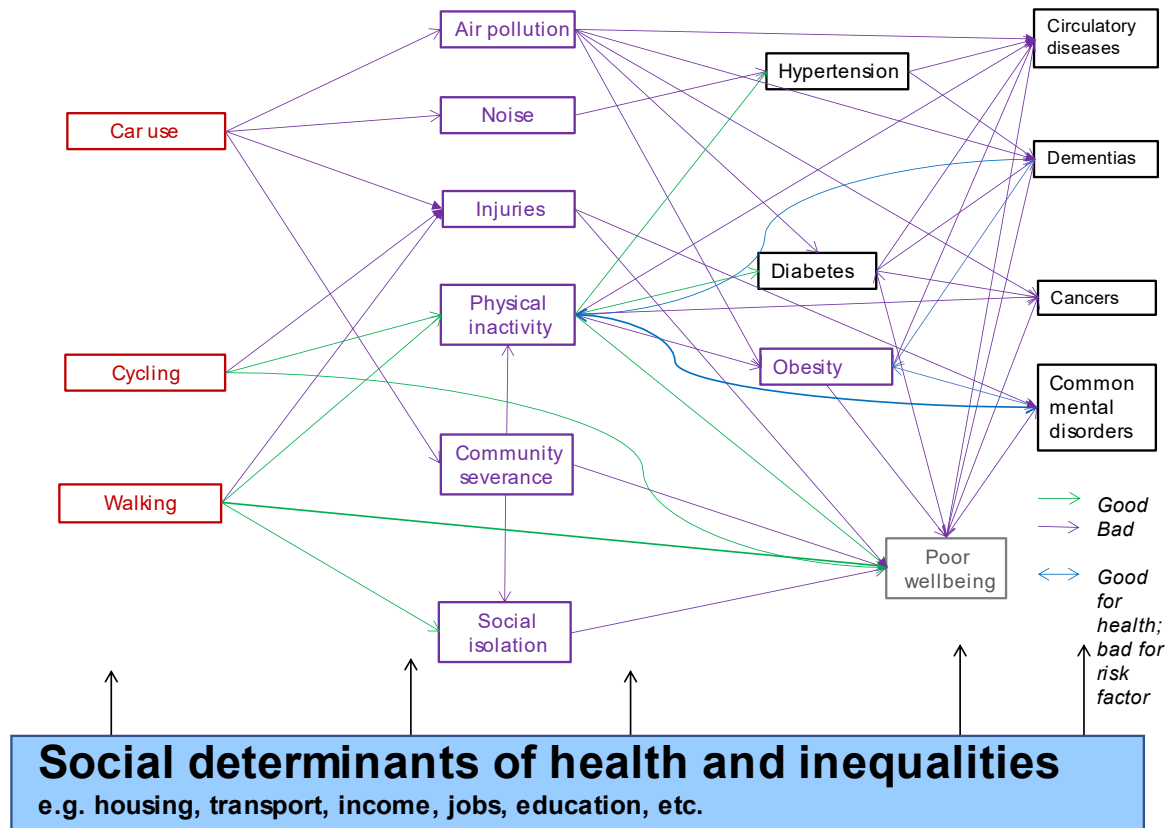 Air pollution
Circulatory
diseases
Hypertension
Noise
Car use
Dementias
Injuries
Diabetes
Physical
inactivity
Cancers
Cycling
Obesity
Common
mental
disorders
Community
severance
Walking
Good
Bad
Poor
wellbeing
Good
for
health;
bad for
risk
factor
Social
isolation
Social determinants of health and inequalities
e.g. housing, transport, income, jobs, education, etc.